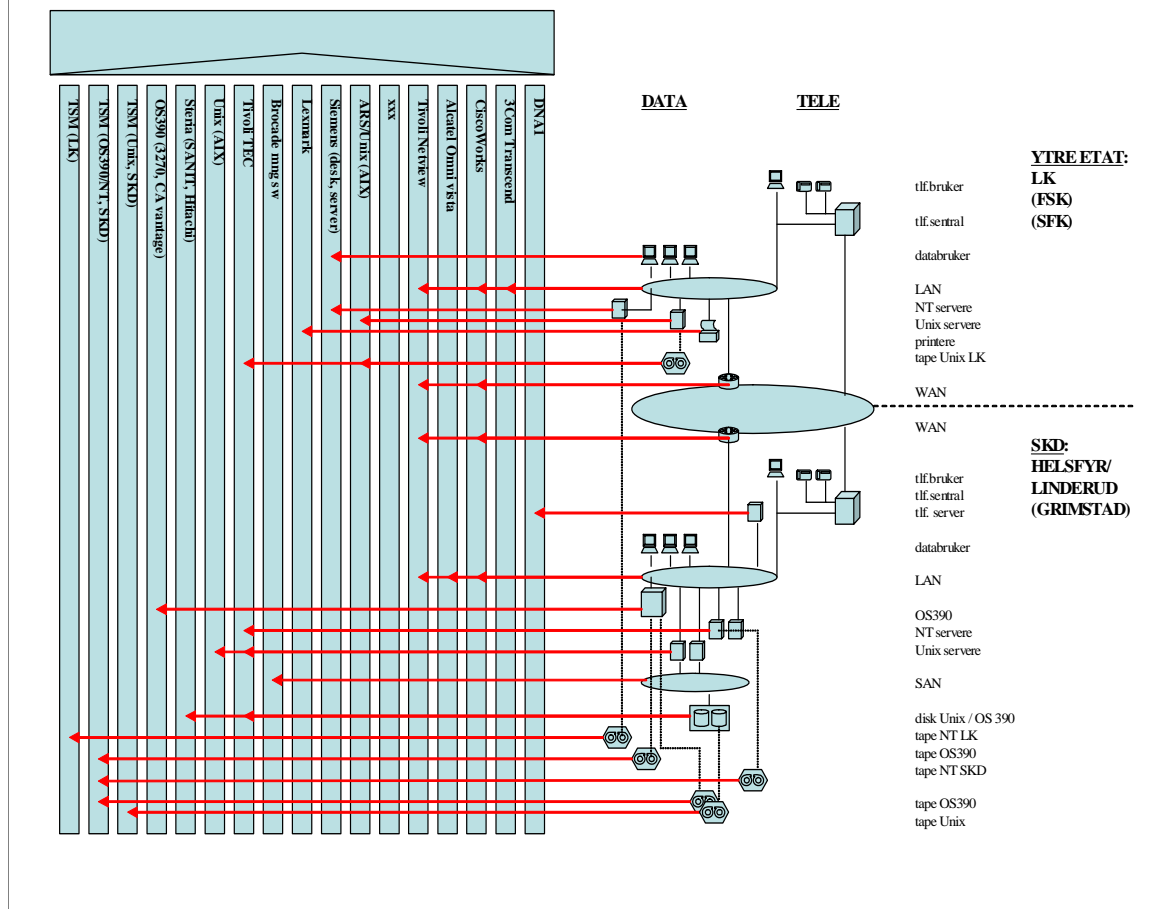 TSM (LK)
TSM (OS390/NT, SKD)
TSM (Unix, SKD)
OS390 (3270, CA vantage)
Steria (SANIT, Hitachi)
Unix (AIX)
Tivoli TEC
Brocade mng sw
Lexmark
Siemens (desk, server)
ARS/Unix (AIX)
xxx
Tivoli Netview
Alcatel Omnivista
CiscoWorks
3Com Transcend
DNA1
DATA
TELE
YTRE ETAT:
LK
(FSK)
(SFK)
tlf.bruker
tlf.sentral
databruker
LAN
NT servere
Unix servere
printere
tape Unix LK
WAN
WAN
SKD:
HELSFYR/
LINDERUD
(GRIMSTAD)
tlf.bruker
tlf.sentral
tlf. server
databruker
LAN
OS390
NT servere
Unix servere
SAN
disk Unix / OS 390
tape NT LK
tape OS390
tape NT SKD
tape OS390
tape Unix